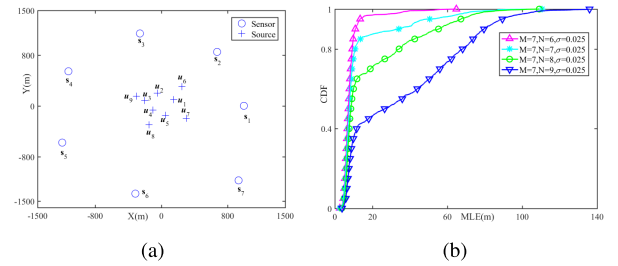 1500
800
0
-800
-1500
Y(m)
-1500
-800
0
800
1500
X(m)
Sensor
Source
s3
s2
s4
s1
s5
s6
s7
u9
u3
u2
u6
u4
u1
u5
u7
u8
(a)
1
0.8
0.4
0
CDF
0
20
60
100
140
MLE(m)
M=7,N=6,σ=0.025
M=7,N=7,σ=0.025
M=7,N=8,σ=0.025
M=7,N=9,σ=0.025
(b)